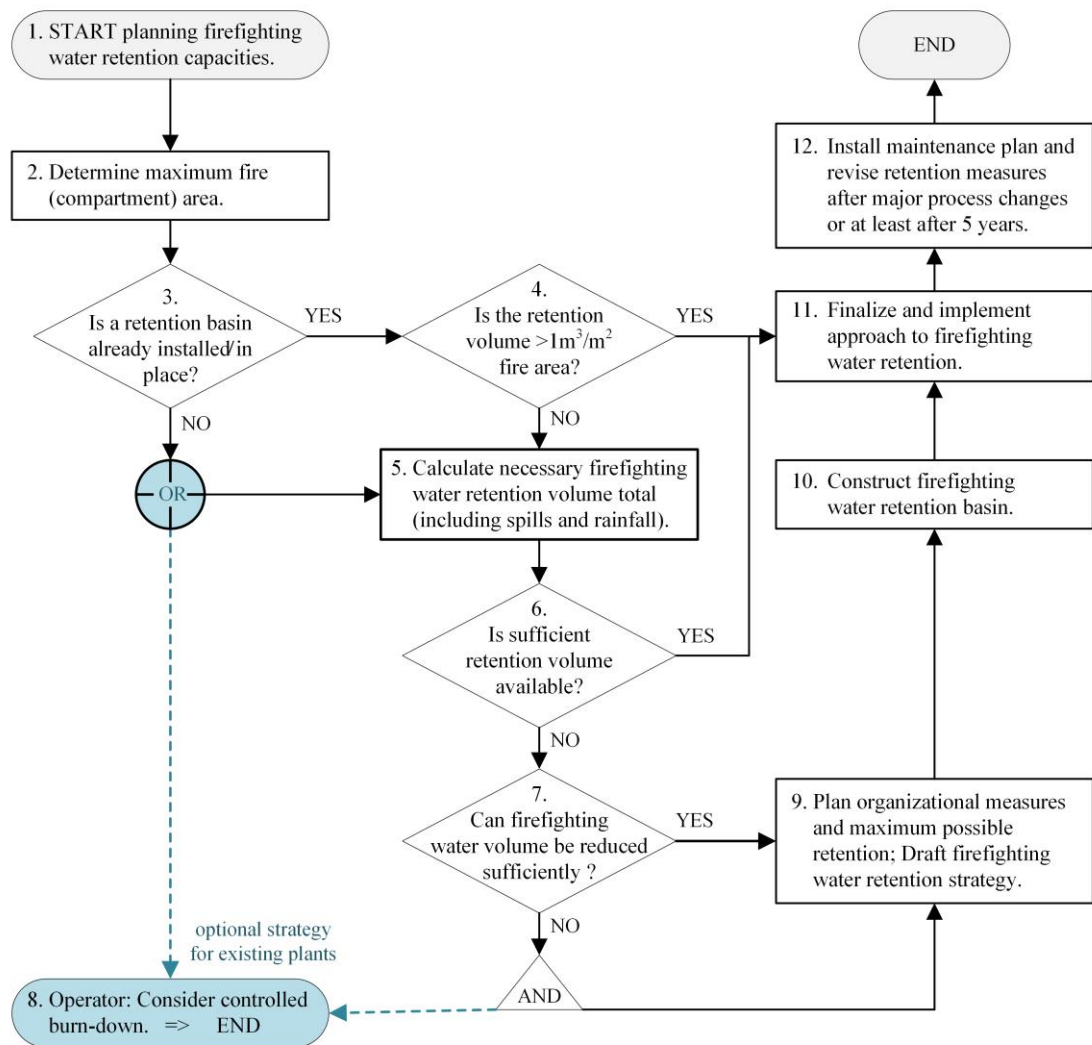 1. START planning firefighting
water retention capacities.
END
2. Determine maximum fire
(compartment) area.
12. Install maintenance plan and
revise retention measures
after major process changes
or at least after 5 years.
3.
Is a retention basin
already installed/in
place?
YES
NO
4.
Is the retention
volume >1m³/m²
fire area?
YES
NO
11. Finalize and implement
approach to firefighting
water retention.
OR
5. Calculate necessary firefighting
water retention volume total
(including spills and rainfall).
10. Construct firefighting
water retention basin.
6.
Is sufficient
retention volume
available?
YES
NO
7.
Can firefighting
water volume be reduced
sufficiently ?
YES
NO
9. Plan organizational measures
and maximum possible
retention; Draft firefighting
water retention strategy.
optional strategy
for existing plants
8. Operator: Consider controlled
burn-down. => END
AND